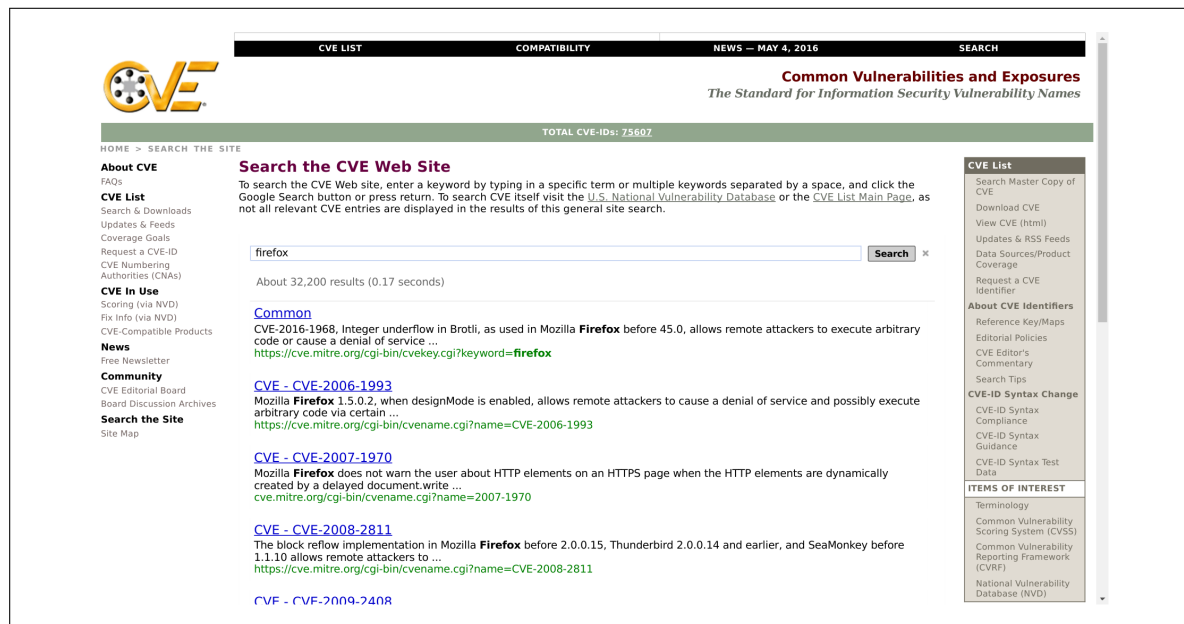 CVE LIST COMPATIBILITY NEWS — MAY 4, 2016 SEARCH
CVE
Common Vulnerabilities and Exposures
The Standard for Information Security Vulnerability Names
TOTAL CVE-IDs: 75607
HOME > SEARCH THE SITE
About CVE
FAQs
CVE List
Search & Downloads
Updates & Feeds
Coverage Goals
Request a CVE-ID
CVE Numbering
Authorities (CNAs)
CVE In Use
Scoring (via NVD)
Fix Info (via NVD)
CVE-Compatible Products
News
Free Newsletter
Community
CVE Editorial Board
Board Discussion Archives
Search the Site
Site Map
Search the CVE Web Site
To search the CVE Web site, enter a keyword by typing in a specific term or multiple keywords separated by a space, and click the
Google Search button or press return. To search CVE itself visit the U.S. National Vulnerability Database or the CVE List Main Page, as
not all relevant CVE entries are displayed in the results of this general site search.
firefox
Search ×
About 32,200 results (0.17 seconds)
Common
CVE-2016-1968, Integer underflow in Brotli, as used in Mozilla Firefox before 45.0, allows remote attackers to execute arbitrary
code or cause a denial of service ...
https://cve.mitre.org/cgi-bin/cvekey.cgi?keyword=firefox
CVE - CVE-2006-1993
Mozilla Firefox 1.5.0.2, when designMode is enabled, allows remote attackers to cause a denial of service and possibly execute
arbitrary code via certain ...
https://cve.mitre.org/cgi-bin/cvename.cgi?name=CVE-2006-1993
CVE - CVE-2007-1970
Mozilla Firefox does not warn the user about HTTP elements on an HTTPS page when the HTTP elements are dynamically
created by a delayed document.write ...
cve.mitre.org/cgi-bin/cvename.cgi?name=2007-1970
CVE - CVE-2008-2811
The block reflow implementation in Mozilla Firefox before 2.0.0.15, Thunderbird 2.0.0.14 and earlier, and SeaMonkey before
1.1.10 allows remote attackers to ...
https://cve.mitre.org/cgi-bin/cvename.cgi?name=CVE-2008-2811
CVE - CVE-2009-2408
CVE List
Search Master Copy of
CVE
Download CVE
View CVE (html)
Updates & RSS Feeds
Data Sources/Product
Coverage
Request a CVE
Identifier
About CVE Identifiers
Reference Key/Maps
Editorial Policies
CVE Editor's
Commentary
Search Tips
CVE-ID Syntax Change
CVE-ID Syntax
Compliance
CVE-ID Syntax
Guidance
CVE-ID Syntax Test
Data
ITEMS OF INTEREST
Terminology
Common Vulnerability
Scoring System (CVSS)
Common Vulnerability
Reporting Framework
(CVRF)
National Vulnerability
Database (NVD)